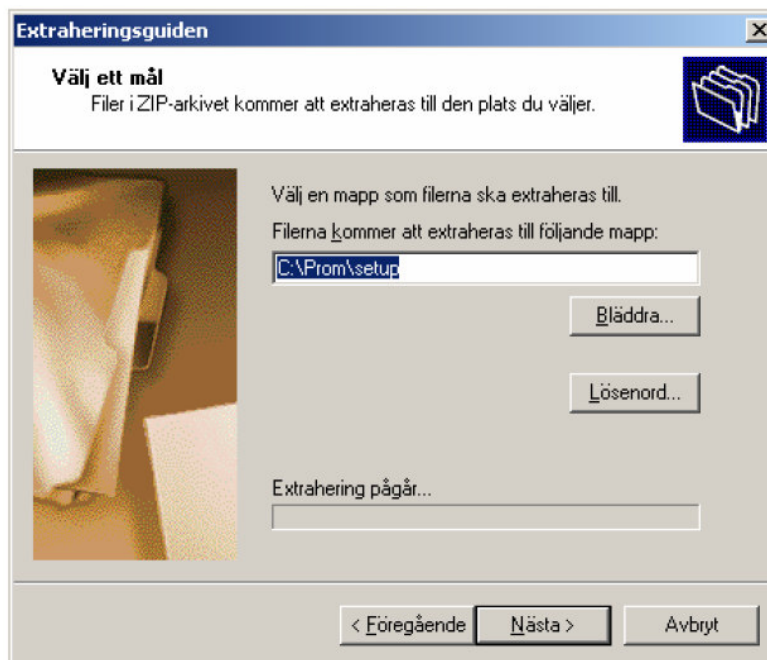 Extraheringsguiden
Välj ett mål
Filer i ZIP-arkivet kommer att extraheras till den plats du väljer.
Välj en mapp som filerna ska extraheras till.
Filerna kommer att extraheras till följande mapp:
C:\Prom\setup
Bläddra...
Lösenord...
Extrahering pågår...
< Föregående
Nästa >
Avbryt